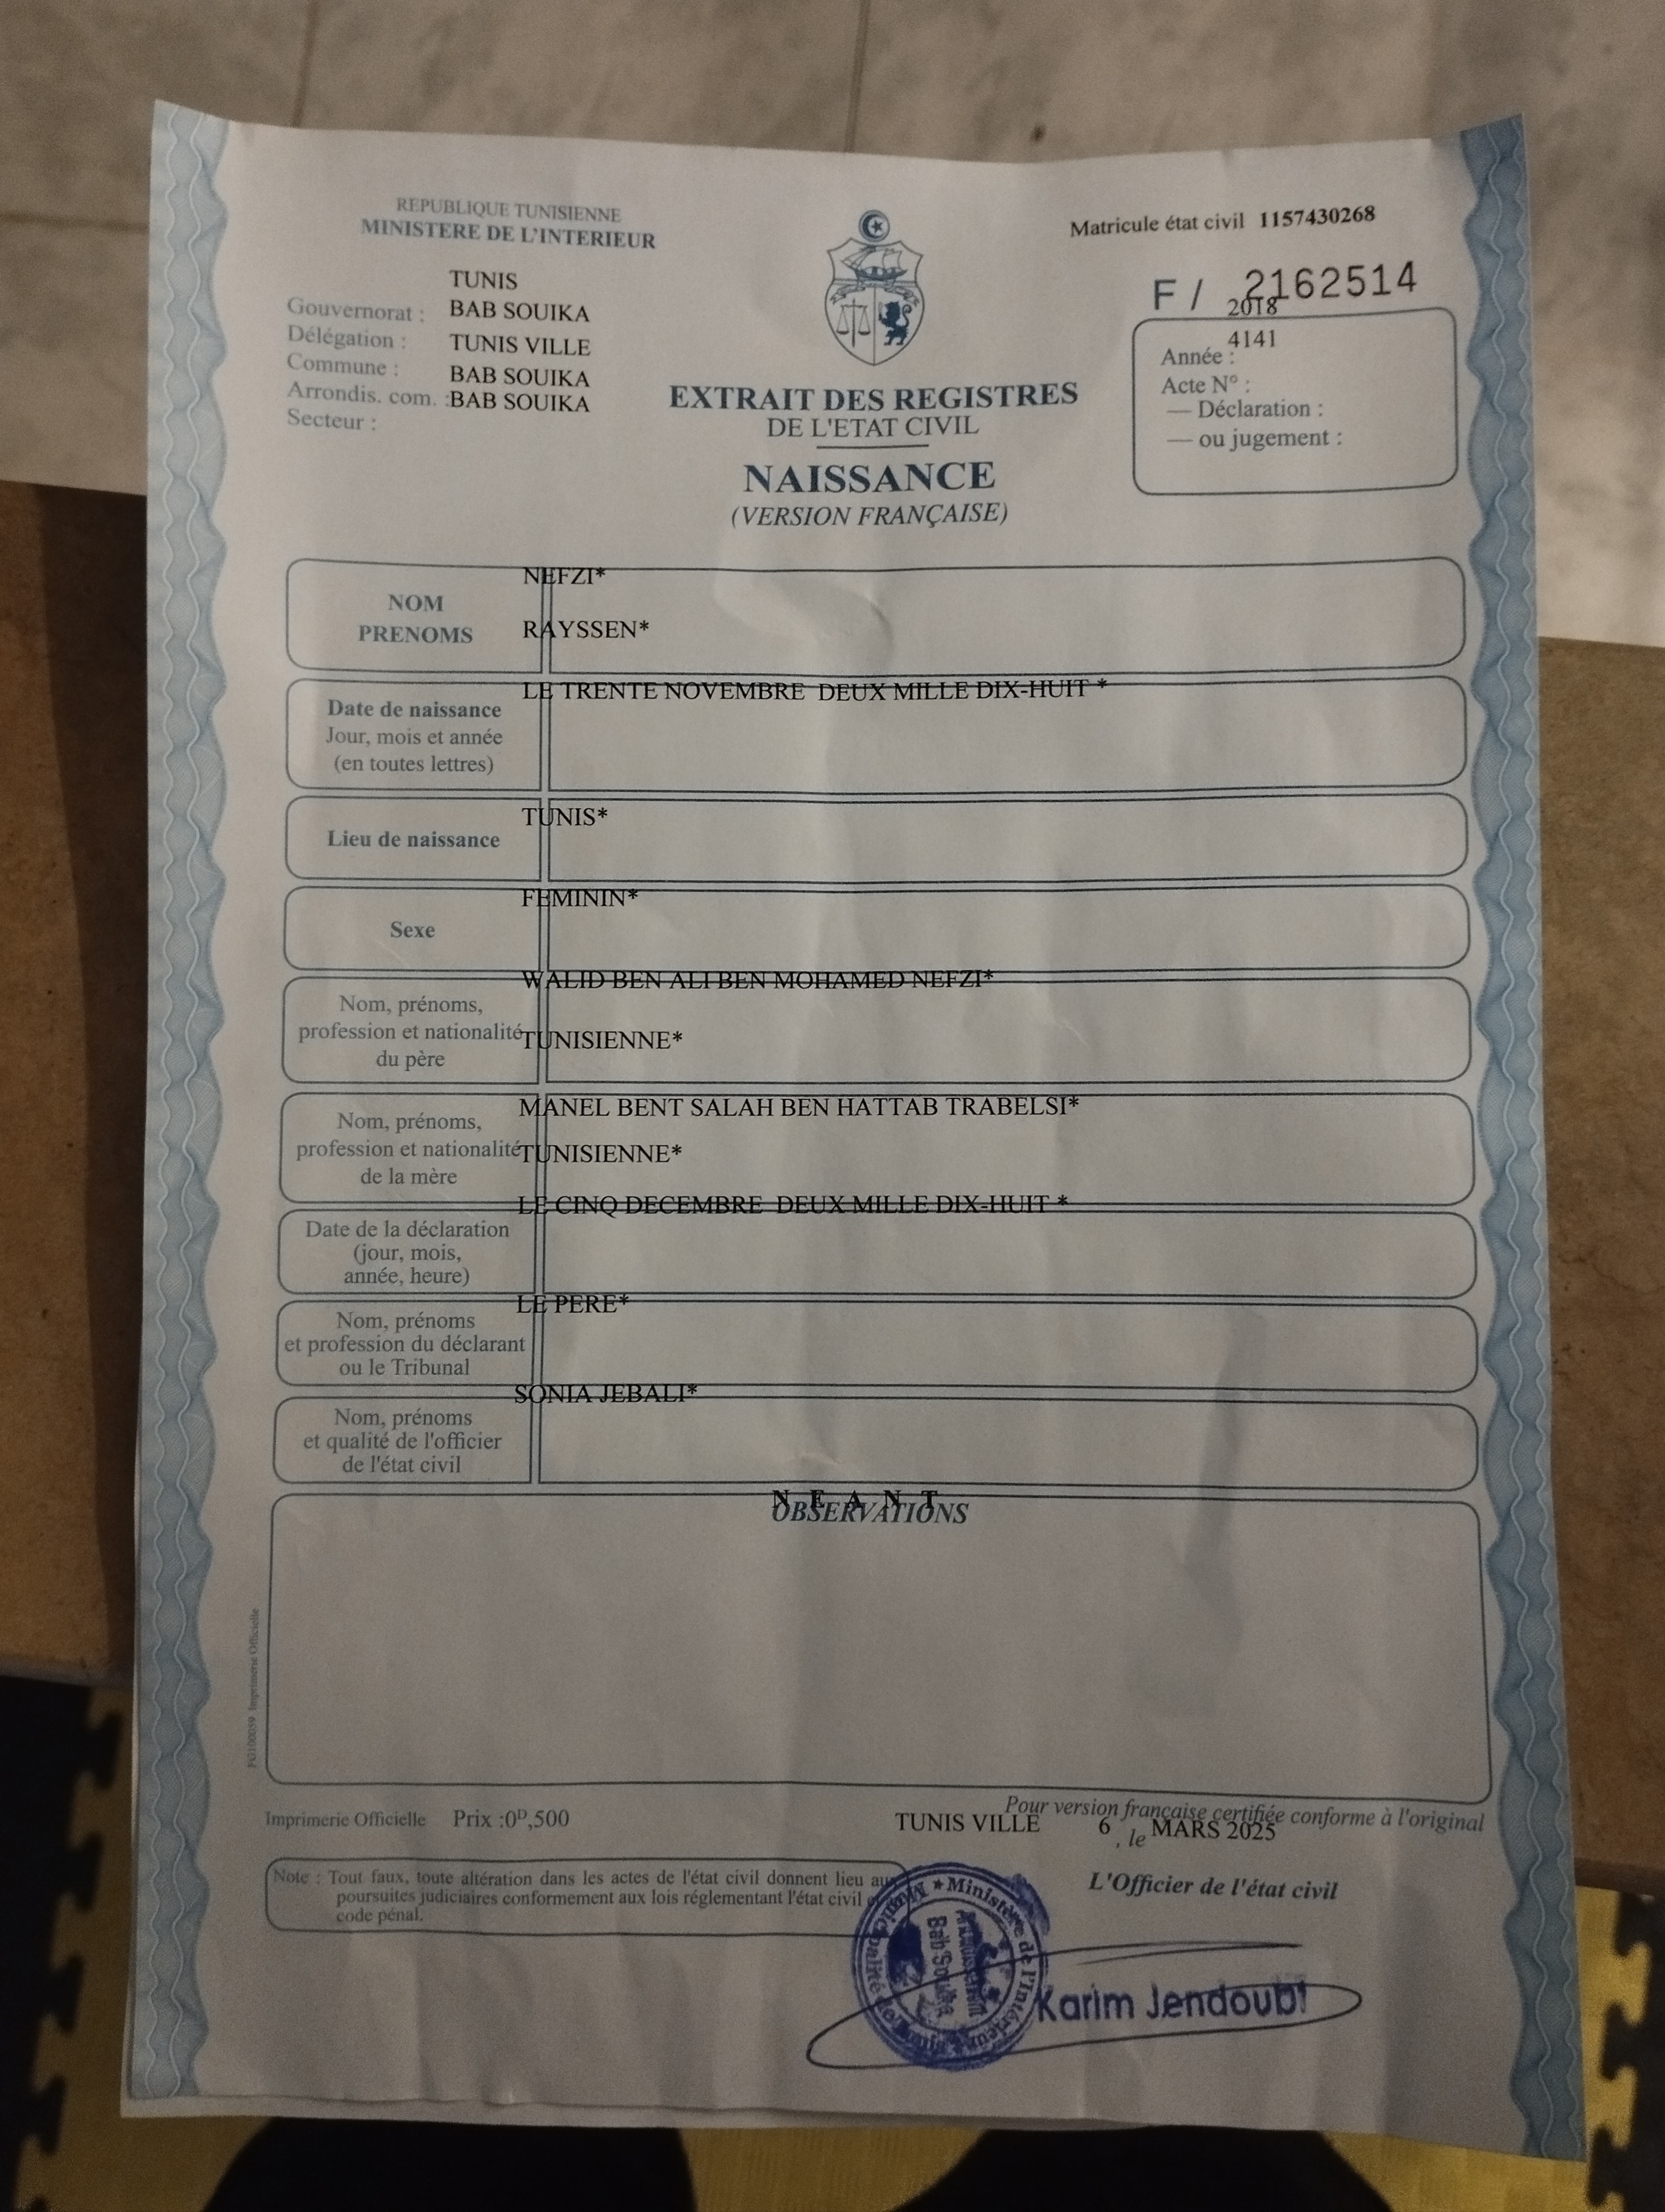 REPUBLIQUE TUNISIENNE
MINISTERE DE L'INTERIEUR
TUNIS
Gouvernorat : BAB SOUIKA
Délégation : TUNIS VILLE
Commune : BAB SOUIKA
Arrondis. com. : BAB SOUIKA
Secteur :
Matricule état civil 1157430268
F / 2162514
2018
4141
Année :
Acte N° :
— Déclaration :
— ou jugement :
EXTRAIT DES REGISTRES
DE L'ETAT CIVIL
NAISSANCE
(VERSION FRANÇAISE)
NOM
PRENOMS
NEFZI*
RAYSSEN*
Date de naissance
Jour, mois et année
(en toutes lettres)
LE TRENTE NOVEMBRE DEUX MILLE DIX-HUIT *
Lieu de naissance
TUNIS*
Sexe
FEMININ*
Nom, prénoms,
profession et nationalité
du père
WALID BEN ALI BEN MOHAMED NEFZI*
TUNISIENNE*
Nom, prénoms,
profession et nationalité
de la mère
MANEL BENT SALAH BEN HATTAB TRABELSI*
TUNISIENNE*
Date de la déclaration
(jour, mois,
année, heure)
LE CINQ DECEMBRE DEUX MILLE DIX-HUIT *
Nom, prénoms
et profession du déclarant
ou le Tribunal
LE PERE*
Nom, prénoms
et qualité de l'officier
de l'état civil
SONIA JEBALI*
N E A N T
OBSERVATIONS
Imprimerie Officielle
Imprimerie Officielle Prix :0ᴰ,500
Pour version française certifiée conforme à l'original
TUNIS VILLE 6 , le MARS 2025
Note : Tout faux, toute altération dans les actes de l'état civil donnent lieu au
poursuites judiciaires conformement aux lois réglementant l'état civil
code pénal.
L'Officier de l'état civil
★ Ministère de l'Intérieur
Bab Souika
Karim Jendoubi